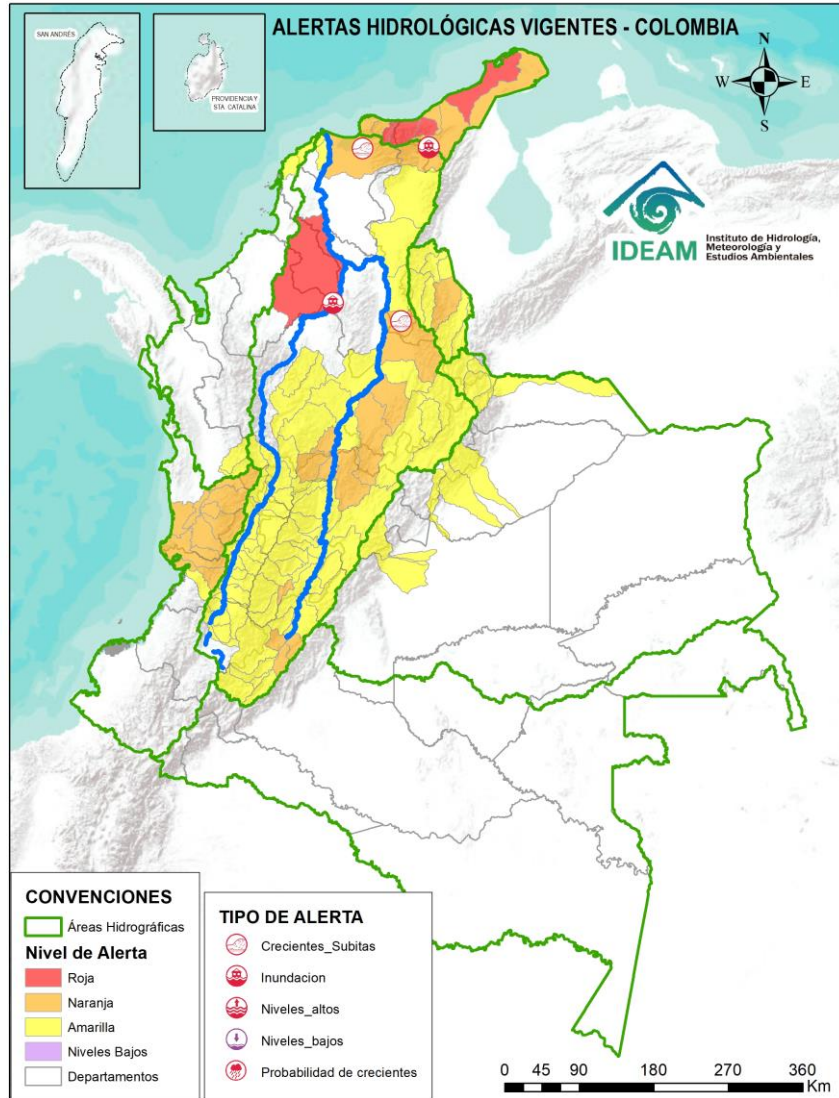 ALERTAS HIDROLÓGICAS VIGENTES - COLOMBIA
SAN ANDRÉS
PROVIDENCIA Y
STA. CATALINA
N
W
E
S
IDEAM
Instituto de Hidrología,
Meteorología y
Estudios Ambientales
CONVENCIONES
Áreas Hidrográficas
Nivel de Alerta
Roja
Naranja
Amarilla
Niveles Bajos
Departamentos
TIPO DE ALERTA
Crecientes_Subitas
Inundacion
Niveles_altos
Niveles_bajos
Probabilidad de crecientes
0 45 90 180 270 360
Km